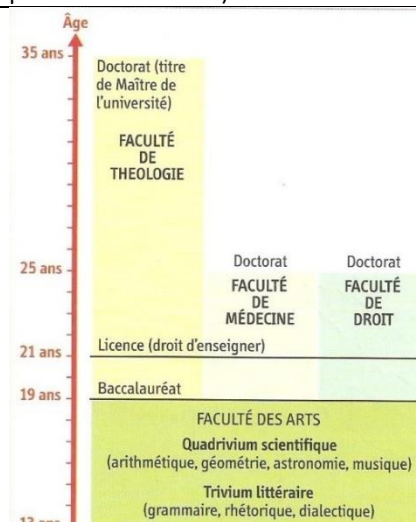 Âge
35 ans
Doctorat (titre
de Maître de
l'université)
FACULTÉ
DE
THEOLOGIE
25 ans
Doctorat
FACULTÉ
DE
MÉDECINE
Doctorat
FACULTÉ
DE
DROIT
21 ans
Licence (droit d'enseigner)
19 ans
Baccalauréat
FACULTÉ DES ARTS
Quadrivium scientifique
(arithmétique, géométrie, astronomie, musique)
Trivium littéraire
(grammaire, rhétorique, dialectique)
13 ans